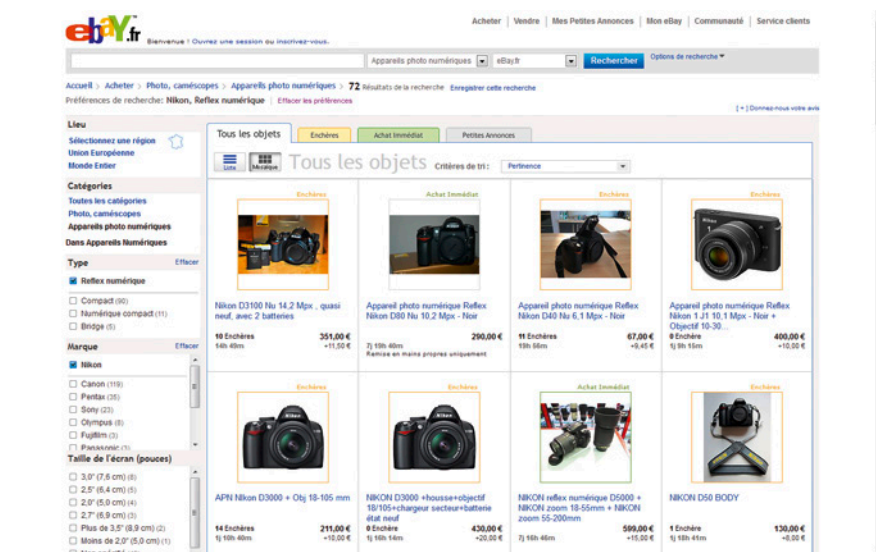 ebay.fr
Bienvenue ! Ouvrez une session ou inscrivez-vous.
Acheter | Vendre | Mes Petites Annonces | Mon eBay | Communauté | Service clients
Appareils photo numériques
eBay.fr
Rechercher
Options de recherche
Accueil > Acheter > Photo, caméscopes > Appareils photo numériques > 72 Résultats de la recherche Enregistrer cette recherche
Préférences de recherche: Nikon, Reflex numérique | Effacer les préférences
[+] Donnez-nous votre avis
Lieu
Sélectionnez une région
Union Européenne
Monde Entier
Catégories
Toutes les catégories
Photo, caméscopes
Appareils photo numériques
Dans Appareils Numériques
Type Effacer
Reflex numérique
Compact (90)
Numérique compact (11)
Bridge (5)
Marque Effacer
Nikon
Canon (119)
Pentax (35)
Sony (23)
Olympus (8)
Fujifilm (3)
Panasonic (3)
Taille de l'écran (pouces)
3,0" (7,6 cm) (8)
2,5" (6,4 cm) (5)
2,0" (5,0 cm) (4)
2,7" (6,9 cm) (3)
Plus de 3,5" (8,9 cm) (2)
Moins de 2,0" (5,0 cm) (1)
Tous les objets
Enchères
Achat Immédiat
Petites Annonces
Liste
Mosaïque
Tous les objets
Critères de tri :
Pertinence
Enchères
Nikon D3100 Nu 14,2 Mpx , quasi
neuf, avec 2 batteries
10 Enchères 351,00 €
14h 49m +11,50 €
Achat Immédiat
Appareil photo numérique Reflex
Nikon D80 Nu 10,2 Mpx - Noir
290,00 €
7j 19h 40m
Remise en mains propres uniquement
Enchères
Appareil photo numérique Reflex
Nikon D40 Nu 6,1 Mpx - Noir
11 Enchères 67,00 €
19h 56m +9,45 €
Enchères
Appareil photo numérique Reflex
Nikon 1 J1 10,1 Mpx - Noir +
Objectif 10-30...
0 Enchère 400,00 €
1j 9h 15m +10,00 €
Enchères
APN Nikon D3000 + Obj 18-105 mm
14 Enchères 211,00 €
1j 10h 40m +10,00 €
Enchères
NIKON D3000 +housse+objectif
18/105+chargeur secteur+batterie
état neuf
0 Enchère 430,00 €
1j 16h 14m +20,00 €
Achat Immédiat
NIKON reflex numérique D5000 +
NIKON zoom 18-55mm + NIKON
zoom 55-200mm
599,00 €
7j 16h 46m +15,00 €
Enchères
NIKON D50 BODY
1 Enchère 130,00 €
1j 18h 41m +8,00 €